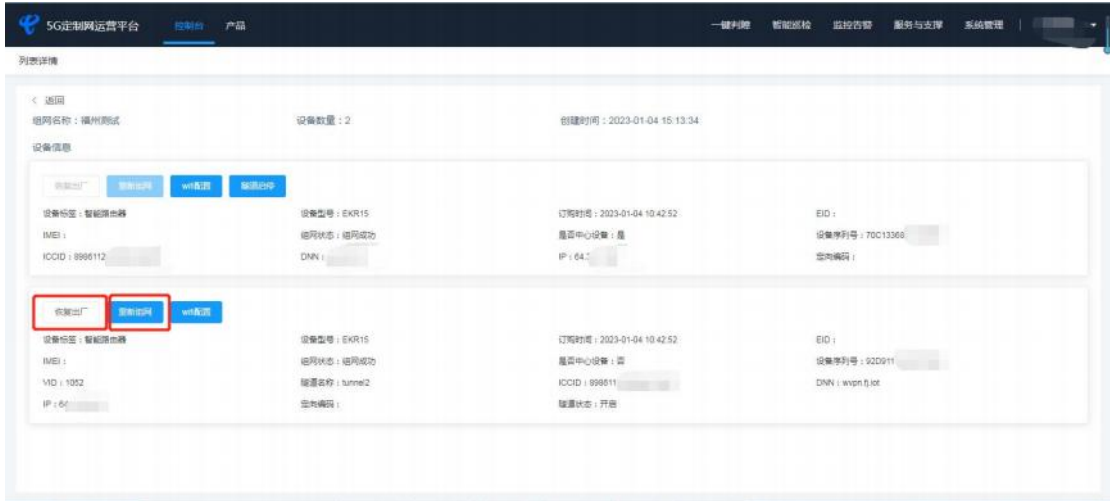 5G定制网运营平台 控制台 产品 一键判障 智能巡检 监控告警 服务与支撑 系统管理
列表详情
< 返回
组网名称：福州测试 设备数量：2 创建时间：2023-01-04 15:13:34
设备信息
恢复出厂 重新组网 wifi配置 隧道启停
设备标签：智能路由器 设备型号：EKR15 订购时间：2023-01-04 10:42:52 EID：
IMEI： 组网状态：组网成功 是否中心设备：是 设备序列号：70C13368
ICCID：8986112 DNN： IP：64. 定向编码：
恢复出厂 重新组网 wifi配置
设备标签：智能路由器 设备型号：EKR15 订购时间：2023-01-04 10:42:52 EID：
IMEI： 组网状态：组网成功 是否中心设备：否 设备序列号：92D911
VID：1052 隧道名称：tunnel2 ICCID：898611 DNN：wvpn.fj.iot
IP：64 定向编码： 隧道状态：开启